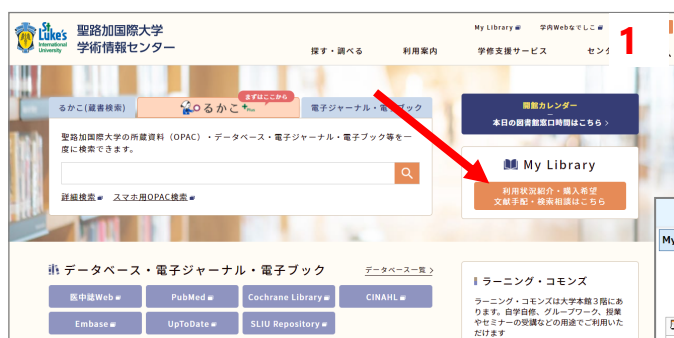 St. Luke's
International
University
聖路加国際大学
学術情報センター
My Library
学内Webなでしこ
1
探す・調べる
利用案内
学修支援サービス
セン
るかこ(蔵書検索)
まずはここから
るかこ
Plus
電子ジャーナル・電子ブック
聖路加国際大学の所蔵資料（OPAC）・データベース・電子ジャーナル・電子ブック等を一
度に検索できます。
詳細検索
スマホ用OPAC検索
開館カレンダー
本日の図書館窓口時間はこちら >
My Library
利用状況紹介・購入希望
文献手配・検索相談はこちら
My
データベース・電子ジャーナル・電子ブック
データベース一覧 >
医中誌Web
PubMed
Cochrane Library
CINAHL
Embase
UpToDate
SLIU Repository
ラーニング・コモンズ
ラーニング・コモンズは大学本館３階にあ
ります。自学自修、グループワーク、授業
やセミナーの受講などの用途でご利用いた
だけます